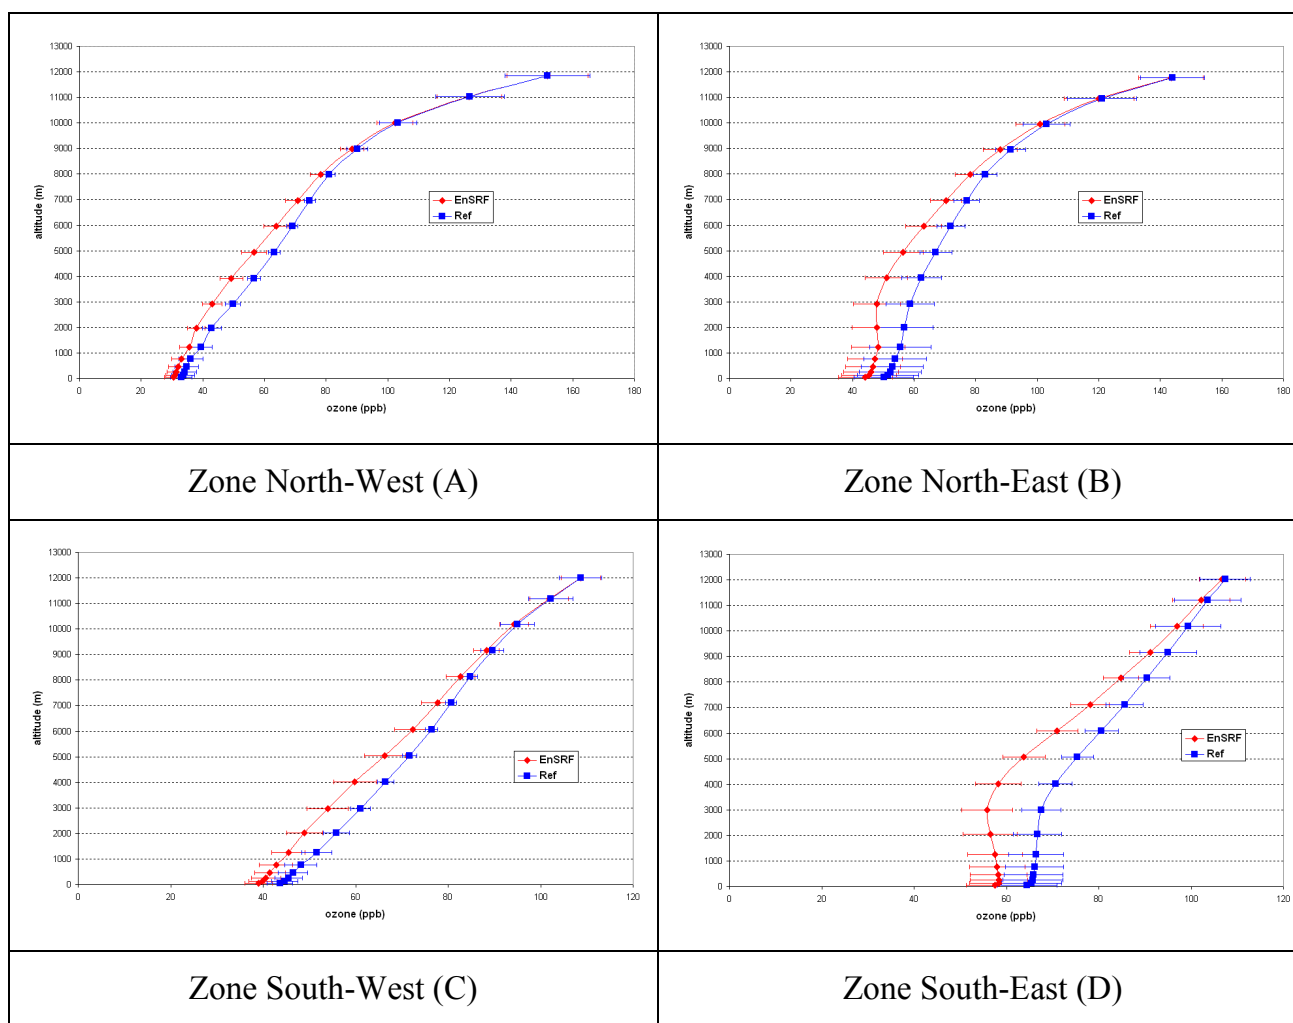 13000
12000
11000
10000
9000
8000
7000
6000
5000
4000
3000
2000
1000
0
altitude (m)
0 20 40 60 80 100 120 140 160 180
ozone (ppb)
EnSRF
Ref
13000
12000
11000
10000
9000
8000
7000
6000
5000
4000
3000
2000
1000
0
altitude (m)
0 20 40 60 80 100 120 140 160 180
ozone (ppb)
EnSRF
Ref
Zone North-West (A)
Zone North-East (B)
13000
12000
11000
10000
9000
8000
7000
6000
5000
4000
3000
2000
1000
0
altitude (m)
0 20 40 60 80 100 120
ozone (ppb)
EnSRF
Ref
13000
12000
11000
10000
9000
8000
7000
6000
5000
4000
3000
2000
1000
0
altitude (m)
0 20 40 60 80 100 120
ozone (ppb)
EnSRF
Ref
Zone South-West (C)
Zone South-East (D)